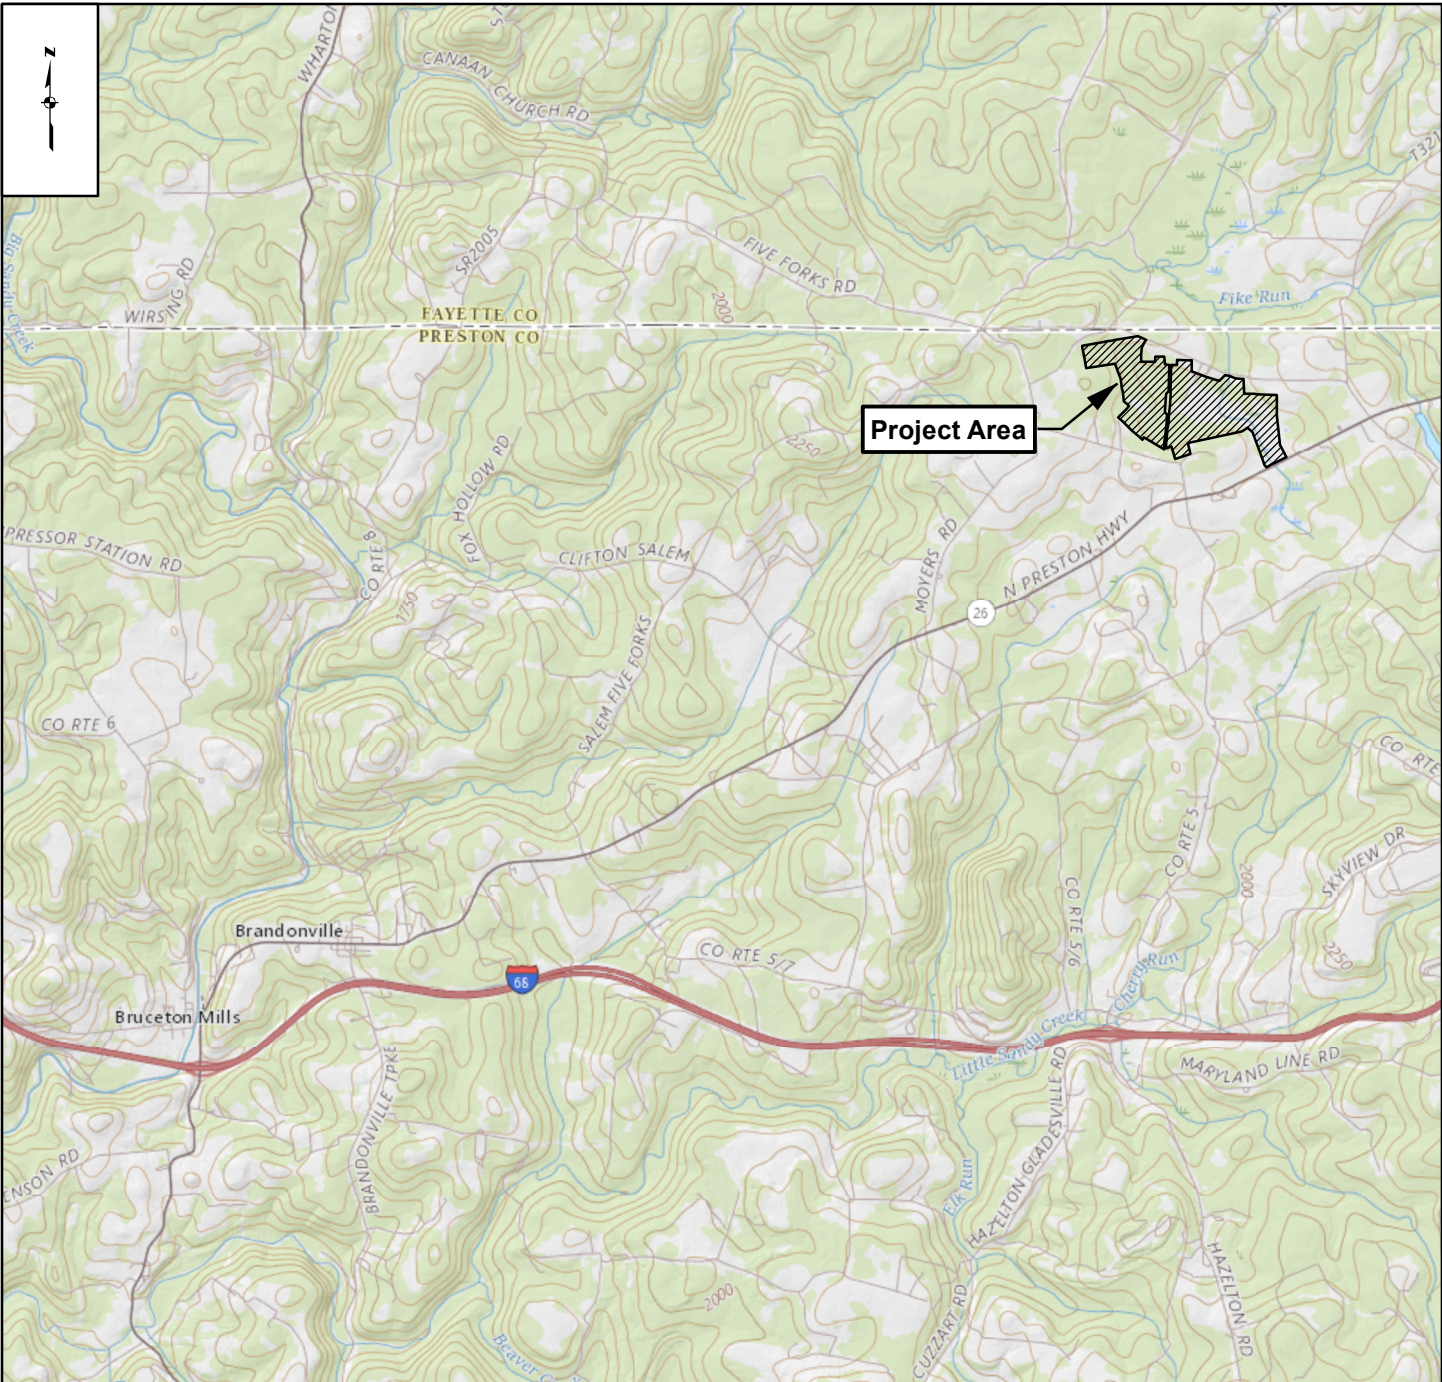 Z
WHARTO
CANAAN CHURCH RD
T321
SR2005
FIVE FORKS RD
Big Sandy Creek
WIRSING RD
2000
Fike Run
FAYETTE CO
PRESTON CO
Project Area
2250
FOX HOLLOW RD
PRESSOR STATION RD
CO RTE 8
CLIFTON SALEM
MOYERS RD
N PRESTON HWY
1750
26
SALEM FIVE FORKS
CO RTE 6
CO RTE
CO RTE 5
SKYVIEW DR
2000
CO RTE 5/6
Brandonville
CO RTE 5/7
2250
68
Cherry Run
Bruceton Mills
Little Sandy Creek
MARYLAND LINE RD
BRANDONVILLE TPKE
HAZELTON GLADESVILLE RD
ENSON RD
Elk Run
HAZELTON RD
2000
CUZZART RD
Beaver C